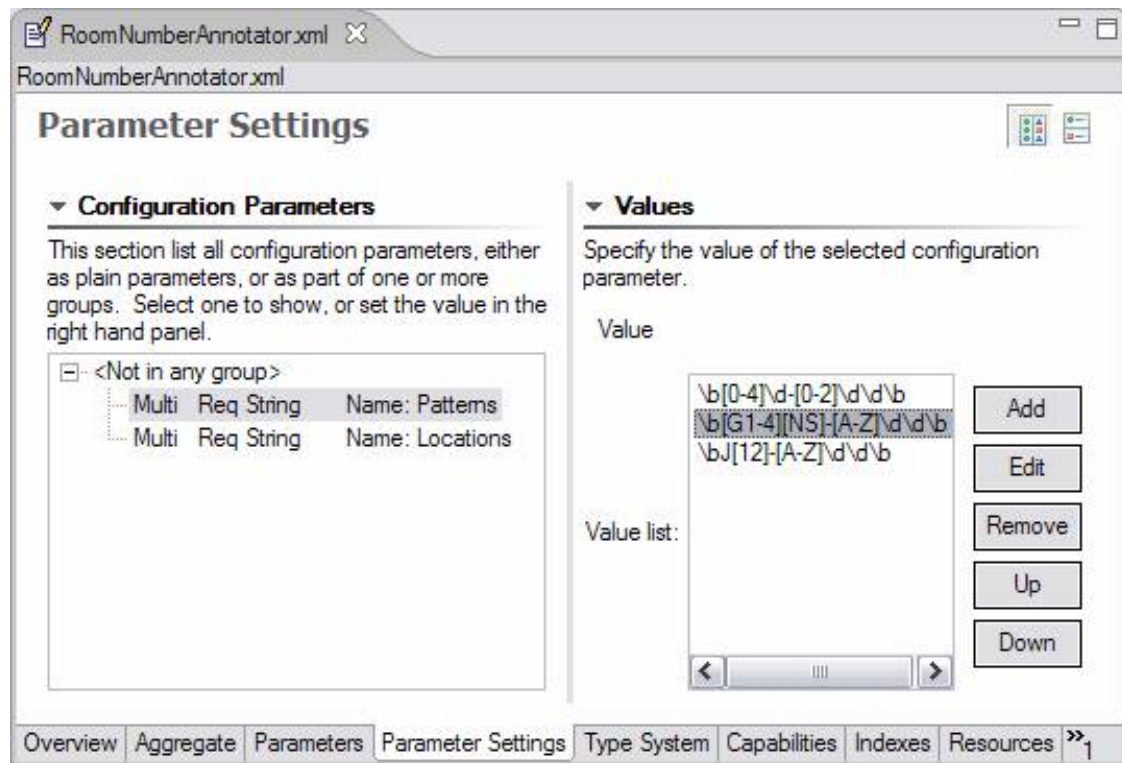 RoomNumberAnnotator.xml
RoomNumberAnnotator.xml
Parameter Settings
Configuration Parameters
This section list all configuration parameters, either
as plain parameters, or as part of one or more
groups. Select one to show, or set the value in the
right hand panel.
<Not in any group>
Multi Req String Name: Patterns
Multi Req String Name: Locations
Values
Specify the value of the selected configuration
parameter.
Value
Value list:
\b[0-4]\d-[0-2]\d\d\b
\b[G1-4][NS]-[A-Z]\d\d\b
\bJ[12]-[A-Z]\d\d\b
Add
Edit
Remove
Up
Down
Overview Aggregate Parameters Parameter Settings Type System Capabilities Indexes Resources »1